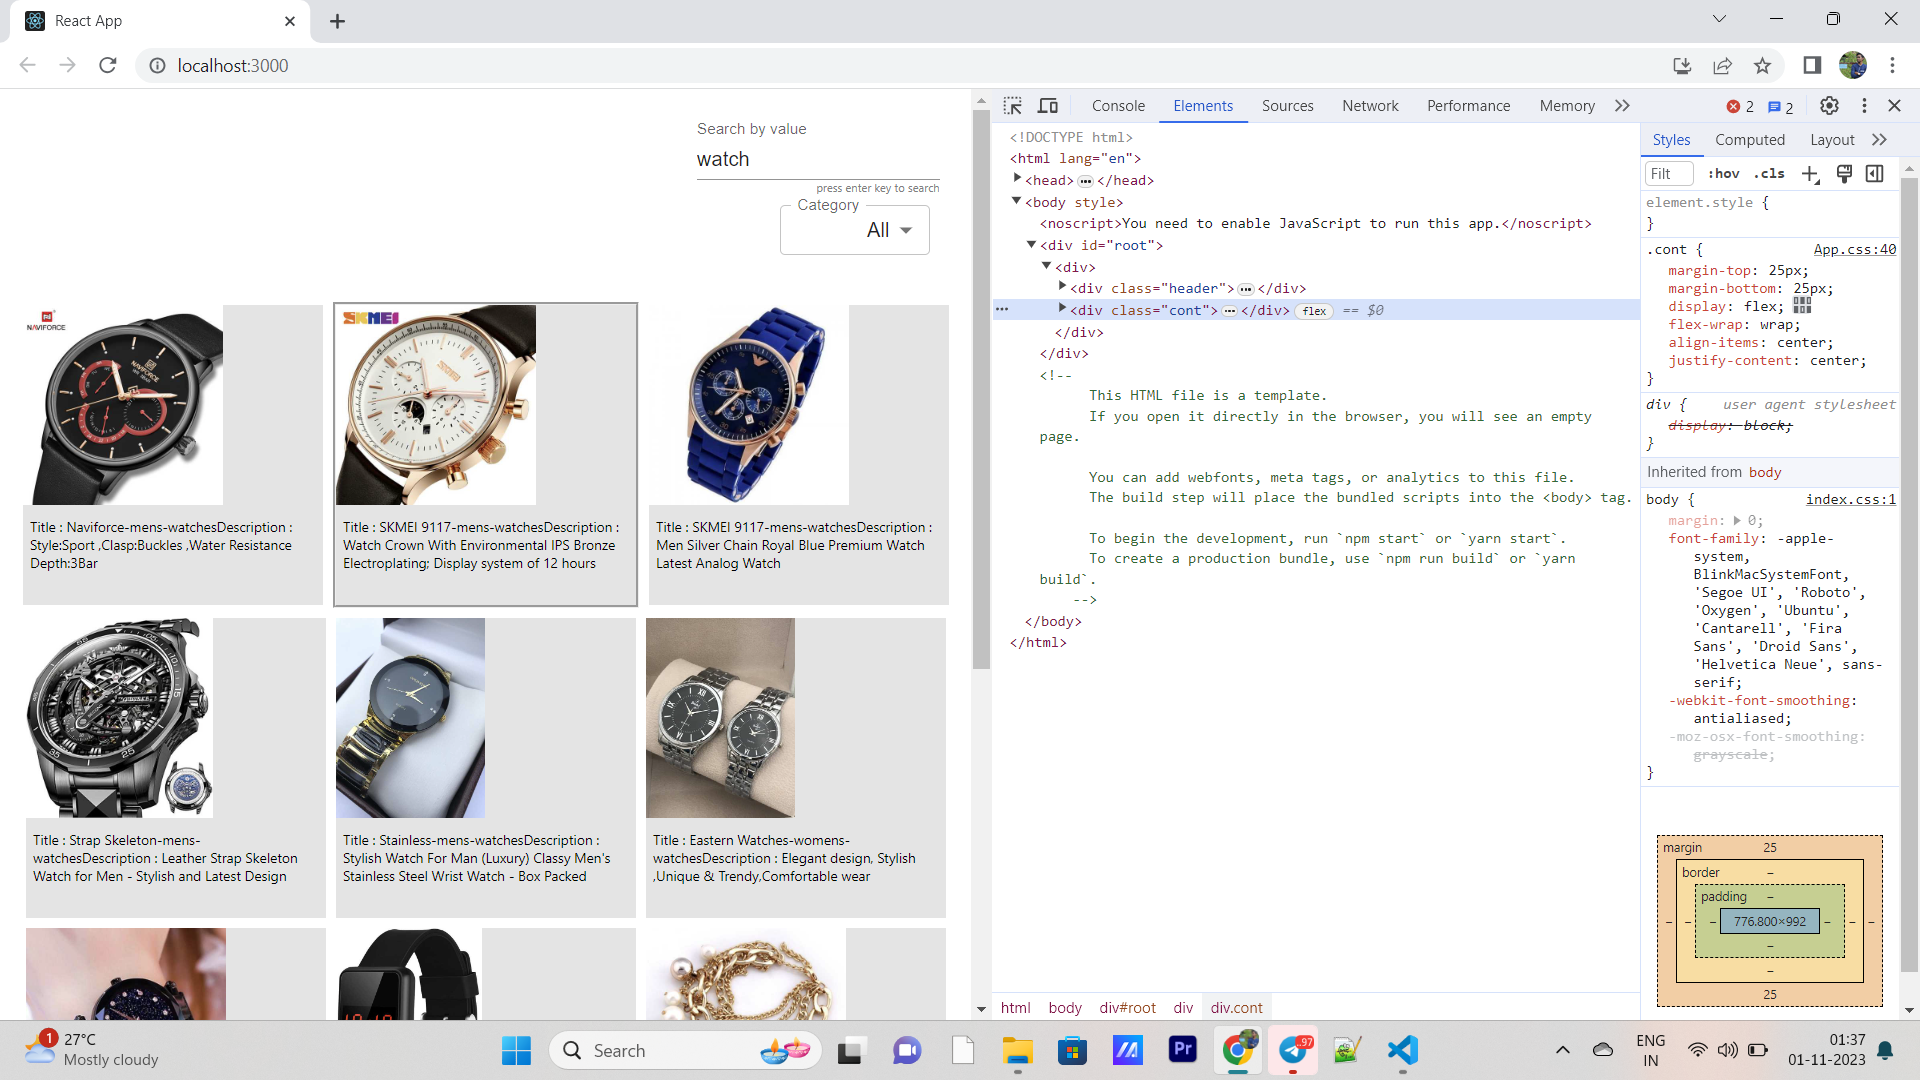 React App
localhost:3000
Search by value
watch
press enter key to search
Category
All
NAVIFORCE
NAVIFORCE
Title : Naviforce-mens-watchesDescription :
Style:Sport ,Clasp:Buckles ,Water Resistance
Depth:3Bar
SKMEI
SKMEI
Title : SKMEI 9117-mens-watchesDescription :
Watch Crown With Environmental IPS Bronze
Electroplating; Display system of 12 hours
Title : SKMEI 9117-mens-watchesDescription :
Men Silver Chain Royal Blue Premium Watch
Latest Analog Watch
Title : Strap Skeleton-mens-
watchesDescription : Leather Strap Skeleton
Watch for Men - Stylish and Latest Design
Title : Stainless-mens-watchesDescription :
Stylish Watch For Man (Luxury) Classy Men's
Stainless Steel Wrist Watch - Box Packed
Title : Eastern Watches-womens-
watchesDescription : Elegant design, Stylish
,Unique & Trendy,Comfortable wear
Console Elements Sources Network Performance Memory 2 2
<!DOCTYPE html>
<html lang="en">
<head> ••• </head>
<body style>
<noscript>You need to enable JavaScript to run this app.</noscript>
<div id="root">
<div>
<div class="header"> ••• </div>
••• <div class="cont"> ••• </div> flex == $0
</div>
</div>
<!--
This HTML file is a template.
If you open it directly in the browser, you will see an empty
page.
You can add webfonts, meta tags, or analytics to this file.
The build step will place the bundled scripts into the <body> tag.
To begin the development, run `npm start` or `yarn start`.
To create a production bundle, use `npm run build` or `yarn
build`.
-->
</body>
</html>
html body div#root div div.cont
Styles Computed Layout
Filt :hov .cls
element.style {
}
.cont { App.css:40
margin-top: 25px;
margin-bottom: 25px;
display: flex;
flex-wrap: wrap;
align-items: center;
justify-content: center;
}
div { user agent stylesheet
display: block;
}
Inherited from body
body { index.css:1
margin: 0;
font-family: -apple-
system,
BlinkMacSystemFont,
'Segoe UI', 'Roboto',
'Oxygen', 'Ubuntu',
'Cantarell', 'Fira
Sans', 'Droid Sans',
'Helvetica Neue', sans-
serif;
-webkit-font-smoothing:
antialiased;
-moz-osx-font-smoothing:
grayscale;
}
margin 25
border –
padding –
– – – 776.800×992 – – –
–
–
25
1
27°C
Mostly cloudy
Search
Pr
97
ENG
IN
01:37
01-11-2023